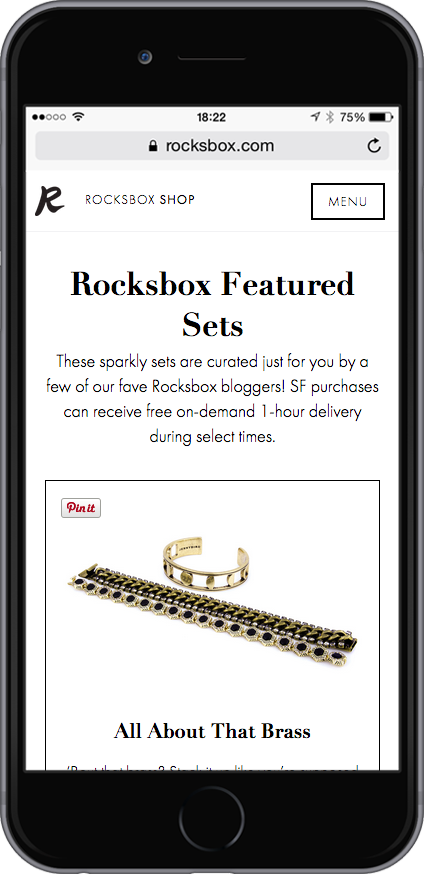 18:22
75%
rocksbox.com
R
ROCKSBOX SHOP
MENU
Rocksbox Featured
Sets
These sparkly sets are curated just for you by a
few of our fave Rocksbox bloggers! SF purchases
can receive free on-demand 1-hour delivery
during select times.
Pin it
All About That Brass